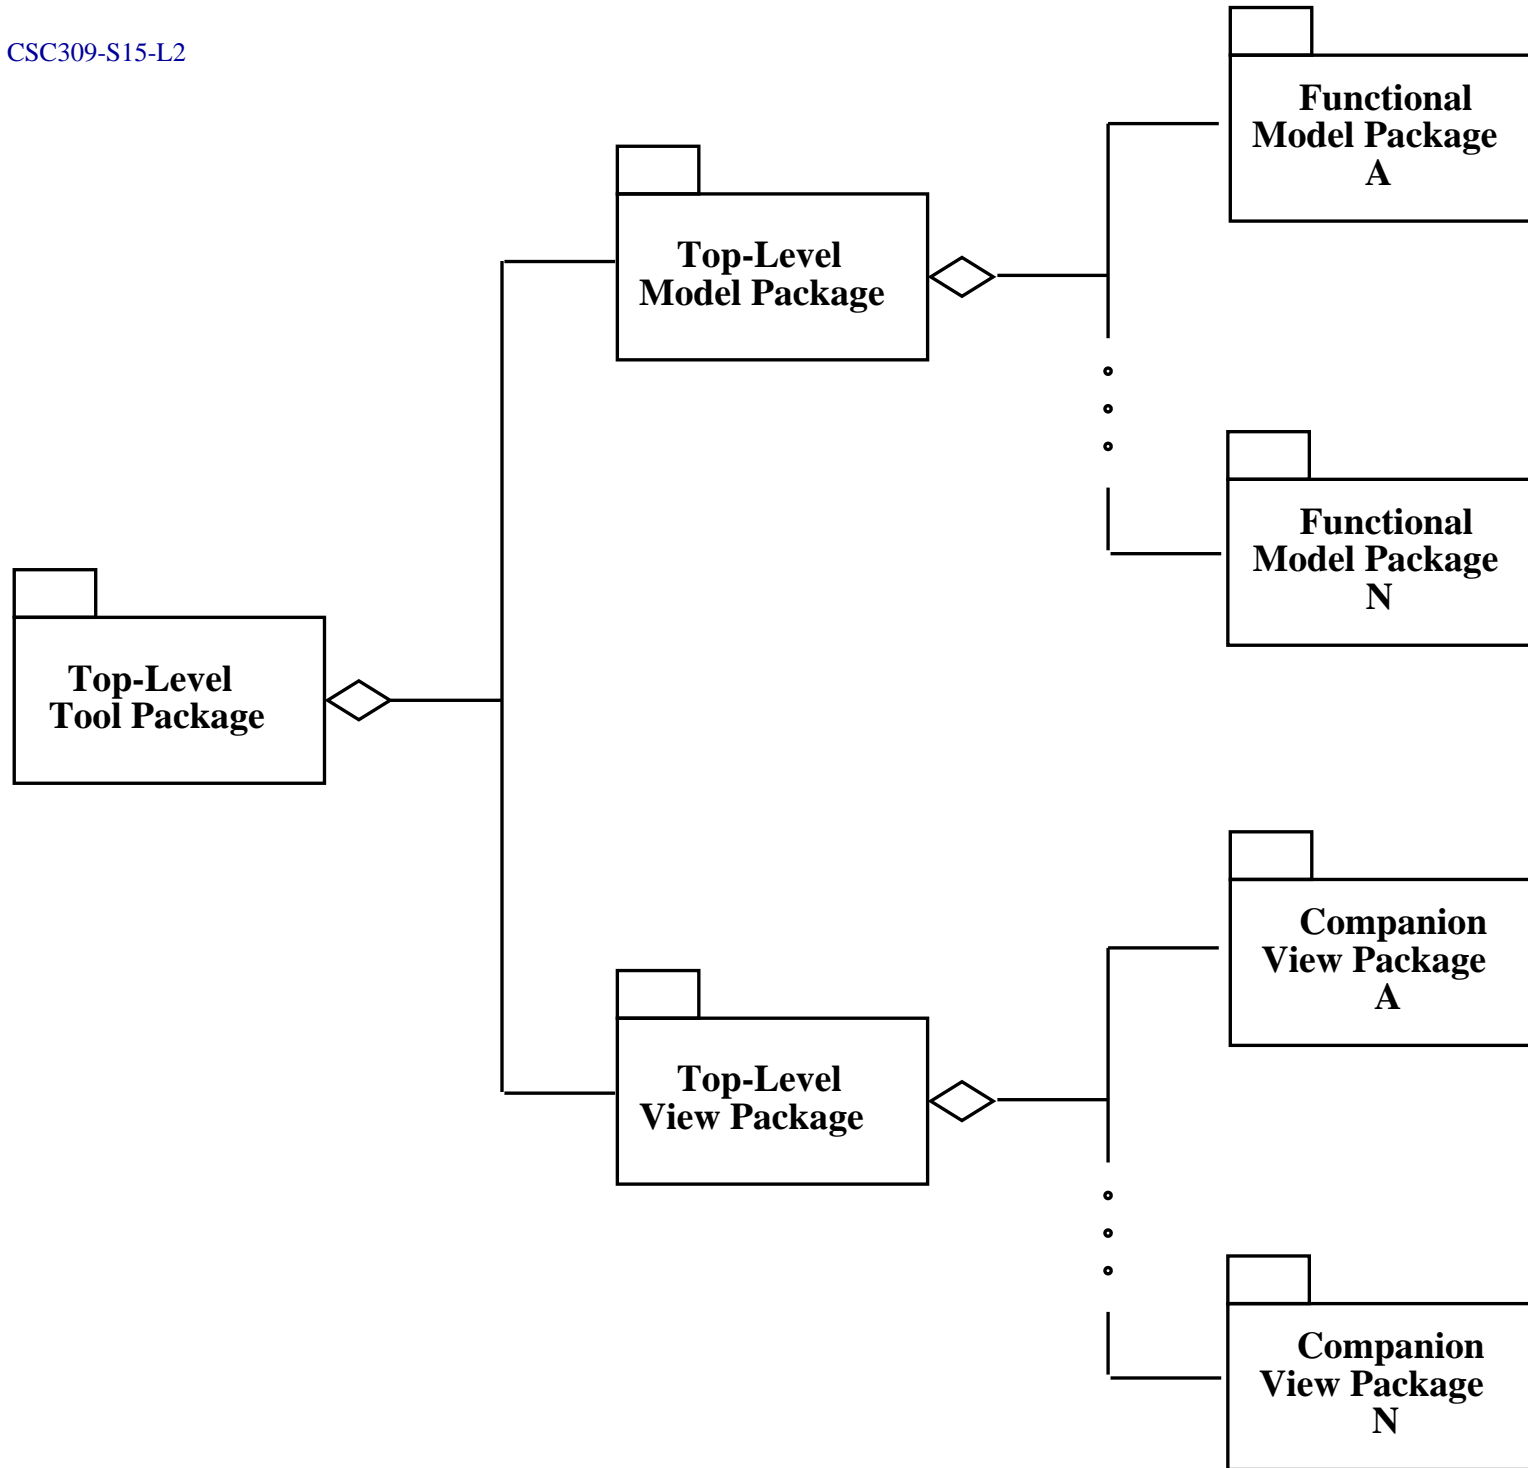 CSC309-S15-L2
Functional
Model Package
A
Top-Level
Model Package
Functional
Model Package
N
Top-Level
Tool Package
Companion
View Package
A
Top-Level
View Package
Companion
View Package
N